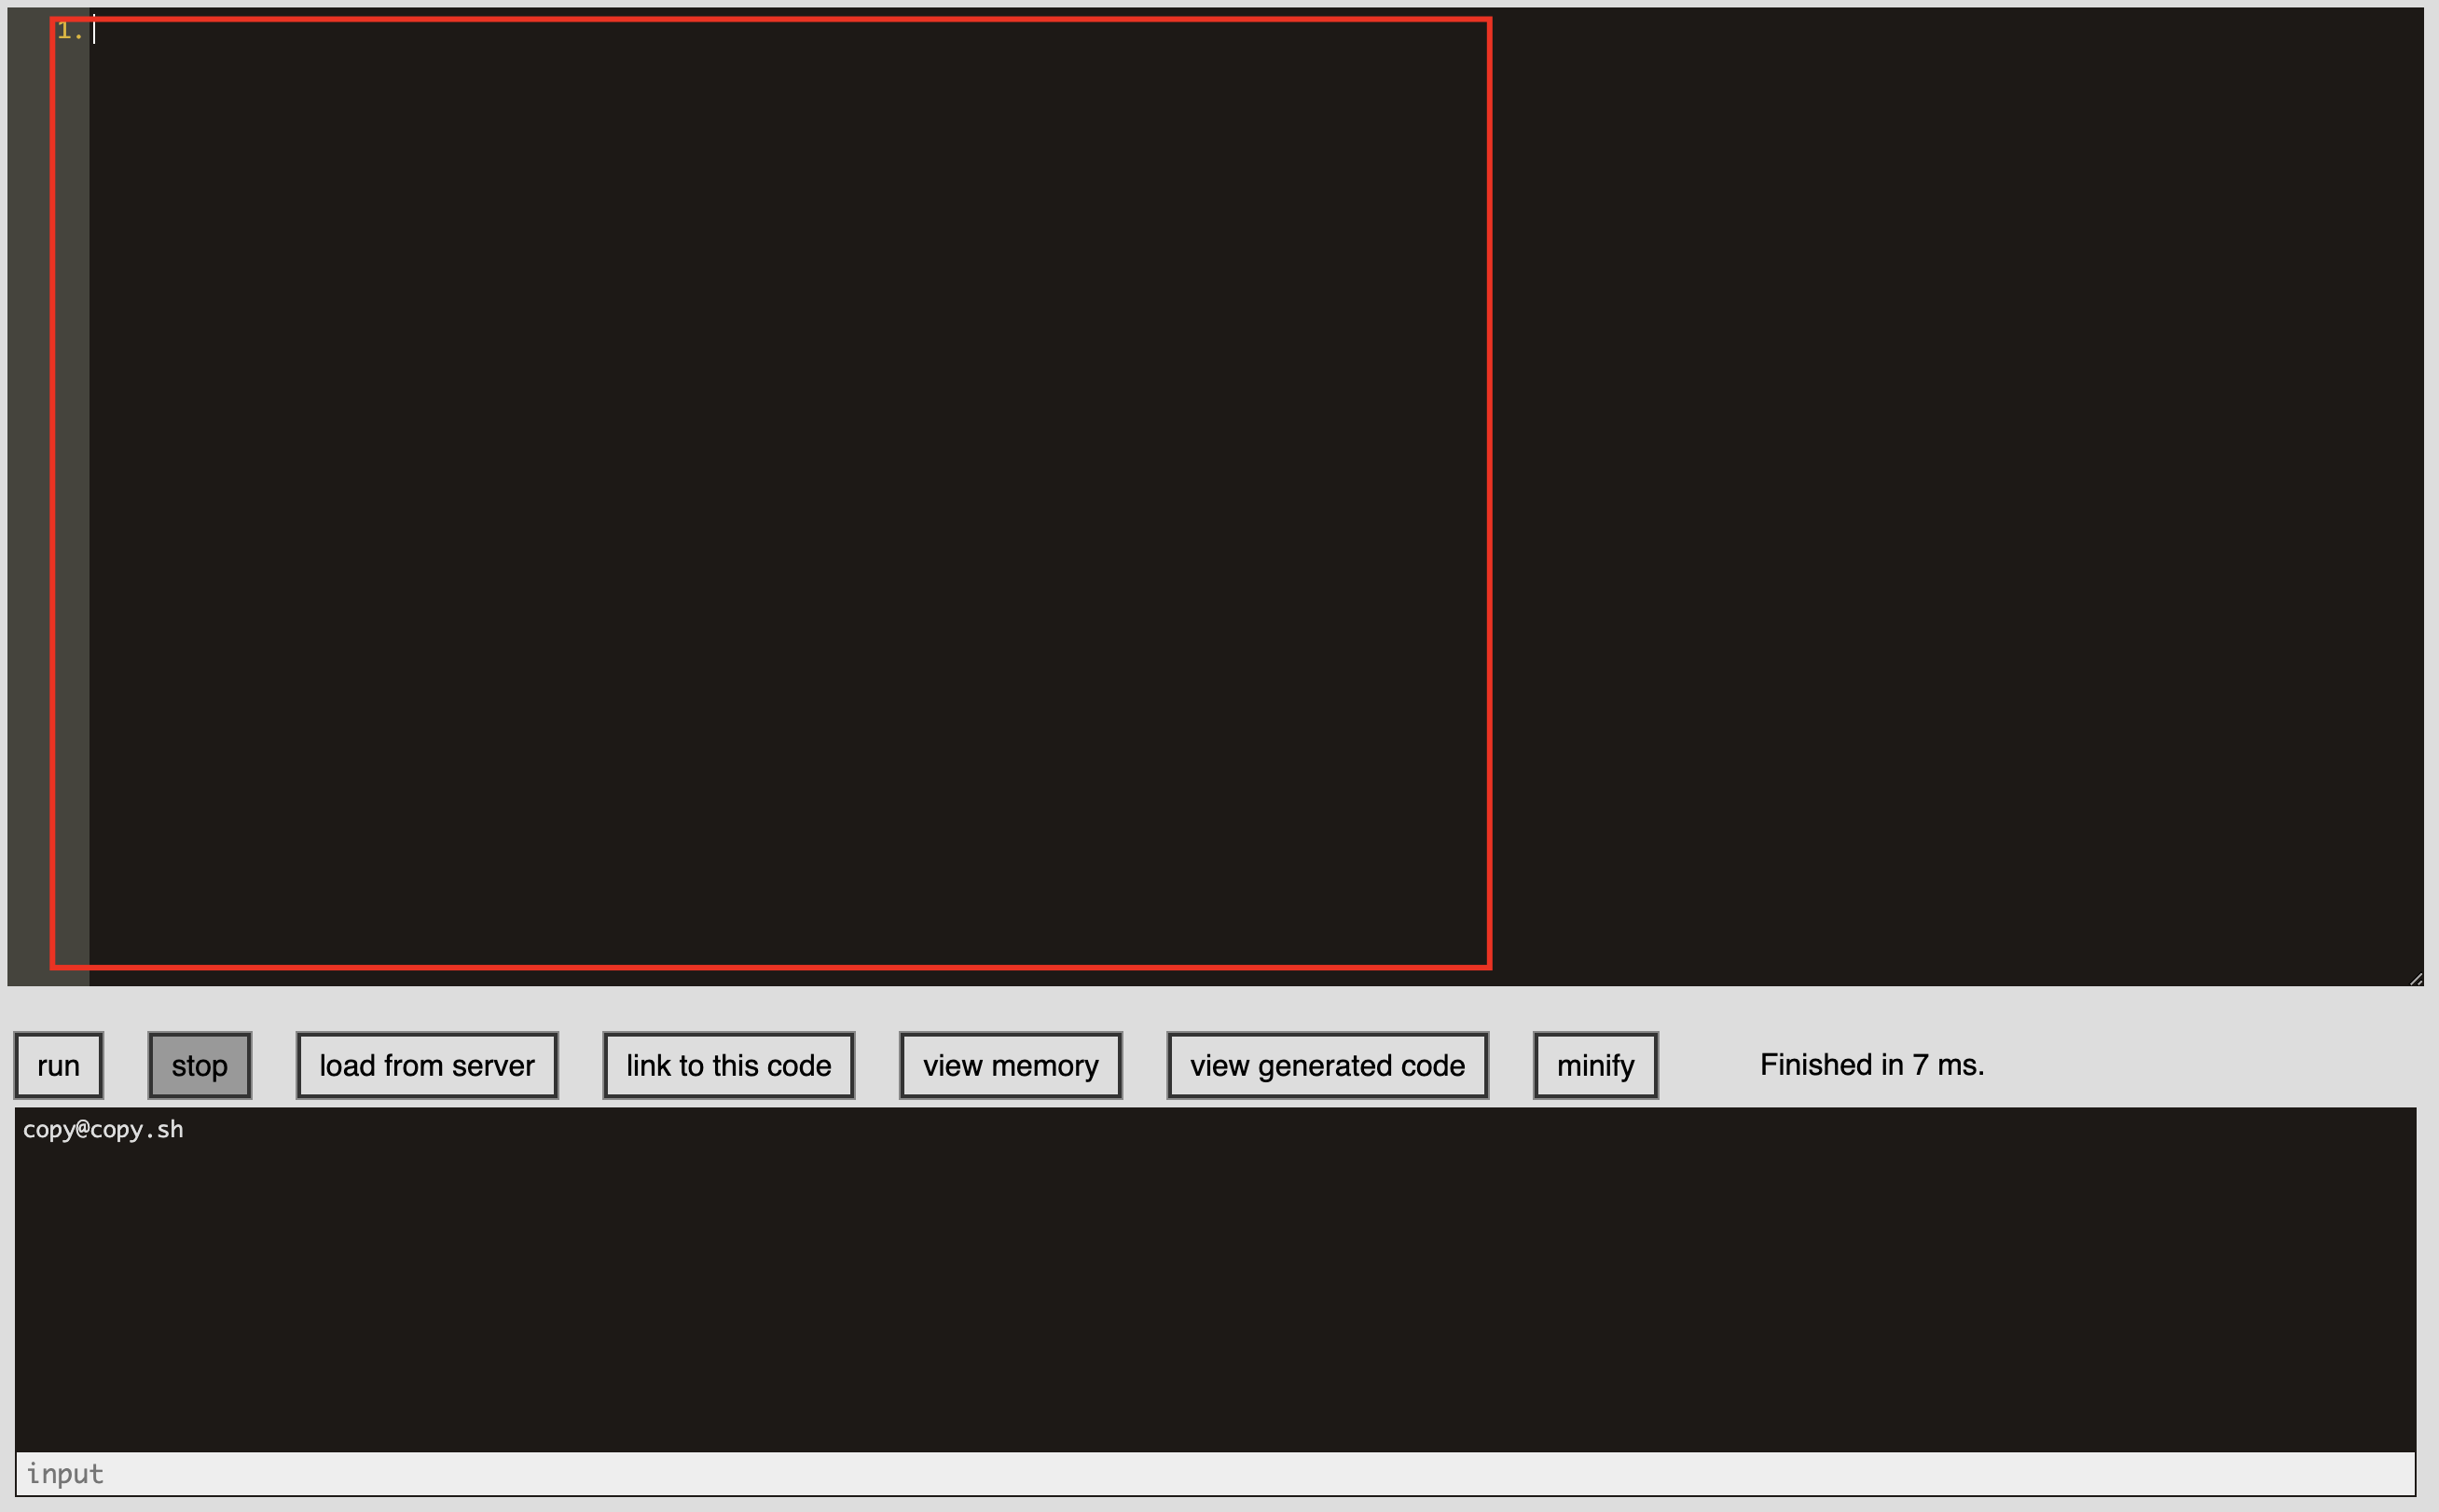 1.
run
stop
load from server
link to this code
view memory
view generated code
minify
Finished in 7 ms.
copy@copy.sh
input